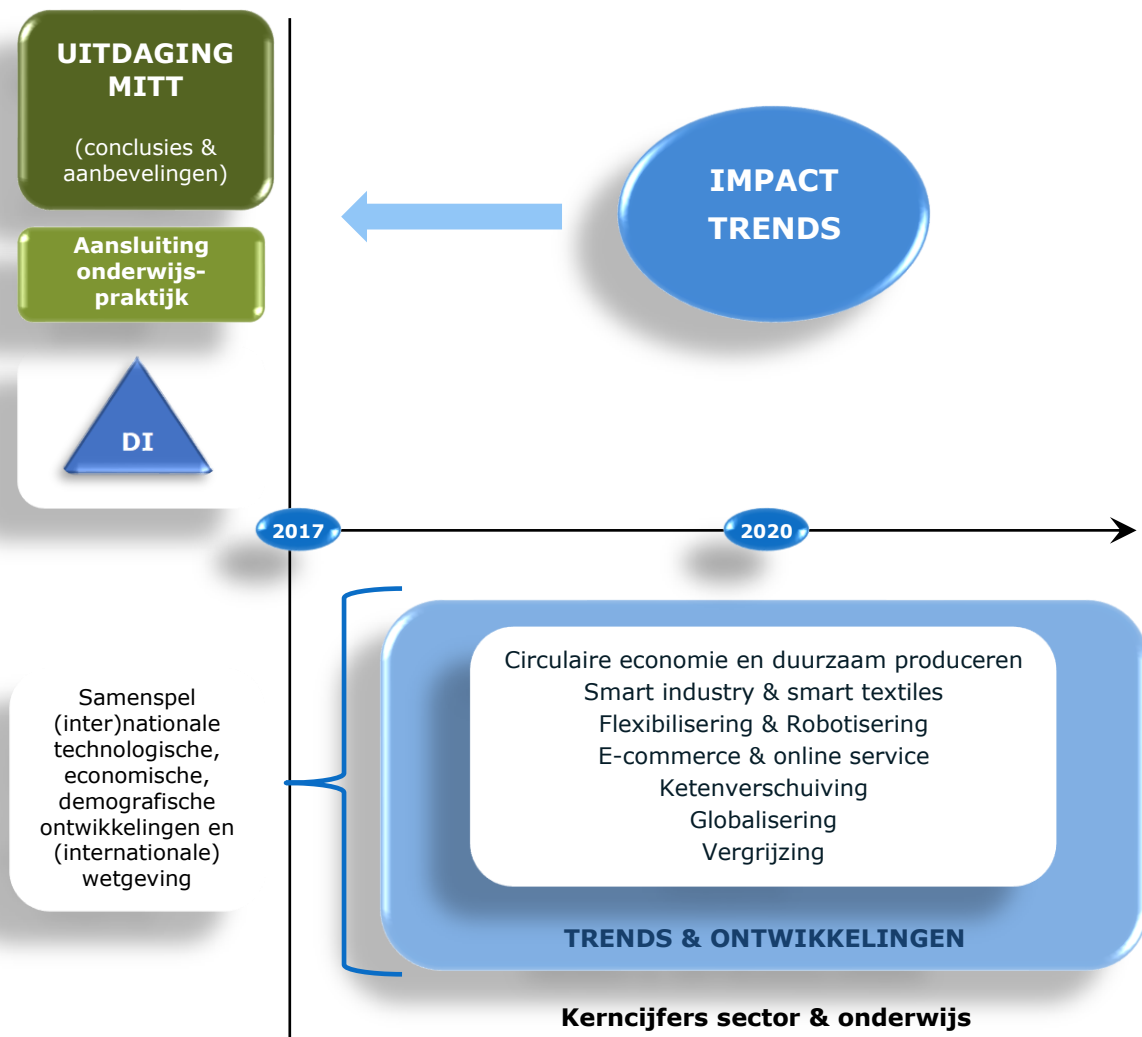 UITDAGING
MITT
(conclusies &
aanbevelingen)
Aansluiting
onderwijs-
praktijk
DI
IMPACT
TRENDS
2017
2020
Samenspel
(inter)nationale
technologische,
economische,
demografische
ontwikkelingen en
(internationale)
wetgeving
Circulaire economie en duurzaam produceren
Smart industry & smart textiles
Flexibilisering & Robotisering
E-commerce & online service
Ketenverschuiving
Globalisering
Vergrijzing
TRENDS & ONTWIKKELINGEN
Kerncijfers sector & onderwijs